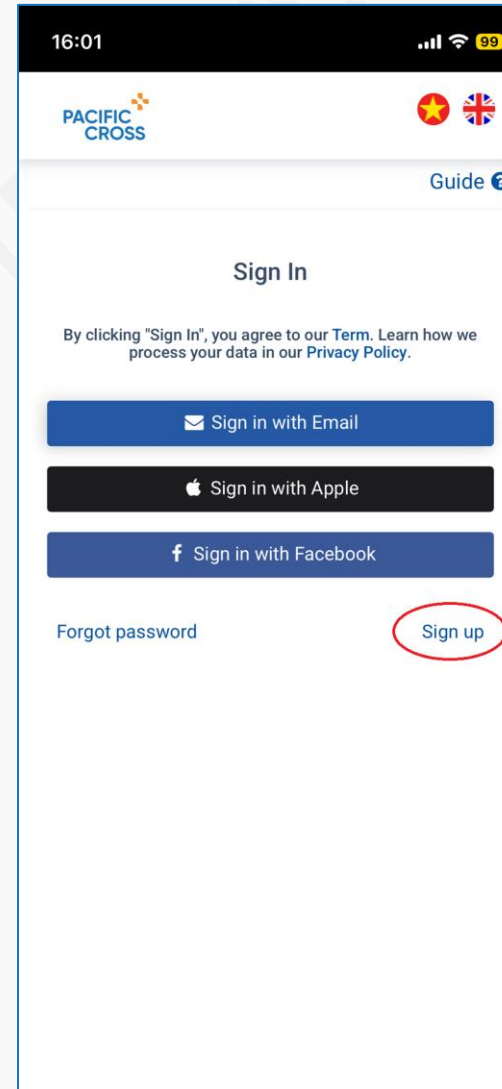 16:01
99
PACIFIC
CROSS
Guide
Sign In
By clicking "Sign In", you agree to our Term. Learn how we
process your data in our Privacy Policy.
Sign in with Email
Sign in with Apple
f Sign in with Facebook
Forgot password
Sign up